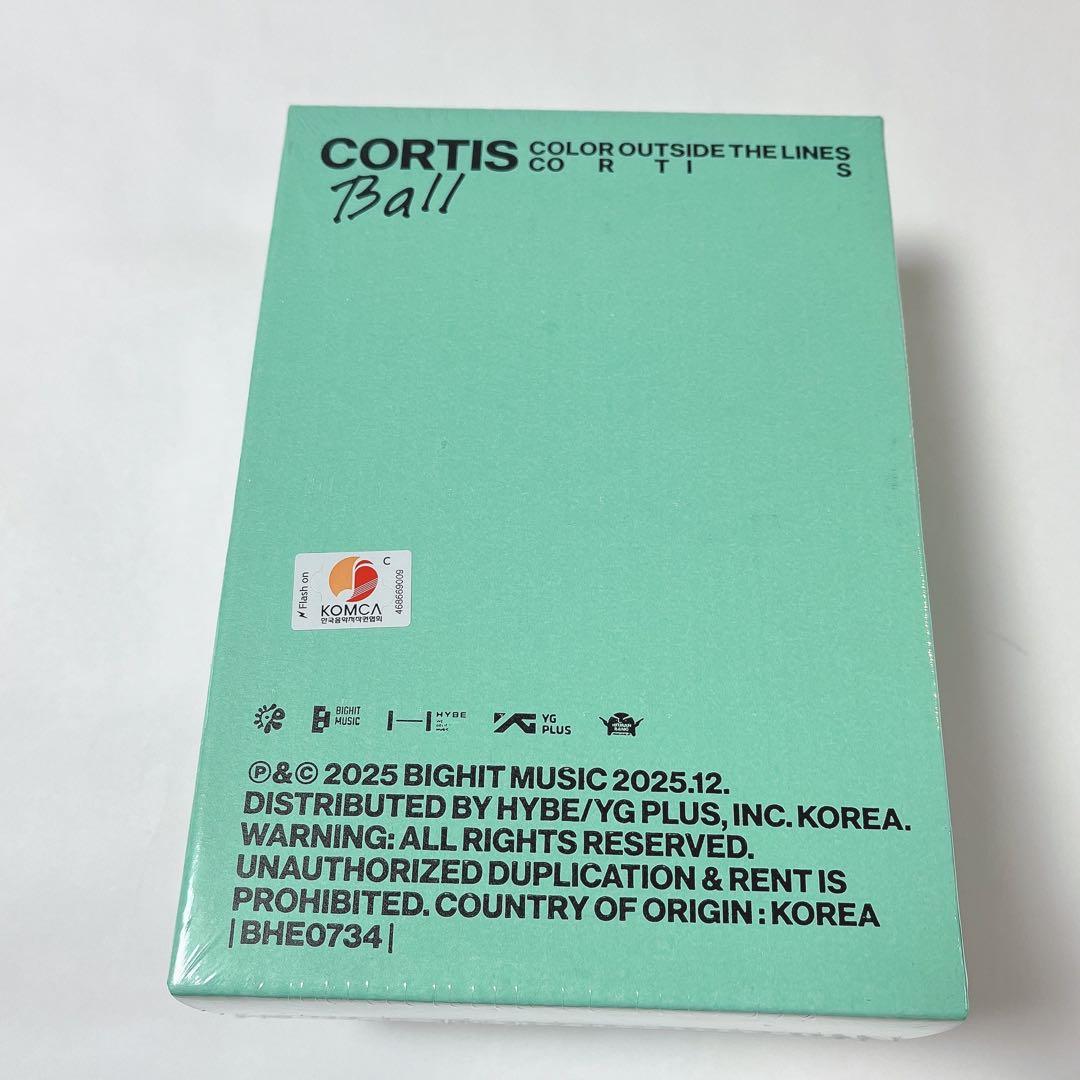 CORTIS
COLOR OUTSIDE THE LINES
CO R T I S
Ball
Flash on
C
KOMCA
한국음악저작권협회
468669009
BIGHIT
MUSIC
HYBE
YG
PLUS
Ⓟ&© 2025 BIGHIT MUSIC 2025.12.
DISTRIBUTED BY HYBE/YG PLUS, INC. KOREA.
WARNING: ALL RIGHTS RESERVED.
UNAUTHORIZED DUPLICATION & RENT IS
PROHIBITED. COUNTRY OF ORIGIN : KOREA
|BHE0734|